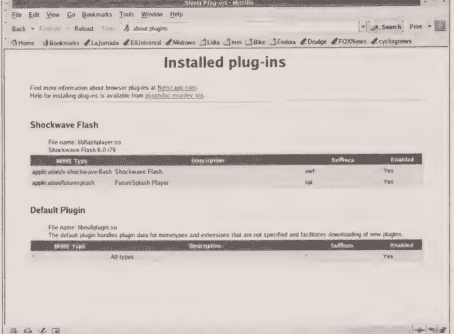 About Plug-ins - Mozilla
File Edit View Go Bookmarks Tools Window Help
Back Forward Reload Stop about:plugins Search Print
Home Bookmarks LaJornada ElUniversal Midows Lidia mm Bike Fedora Drudge FOXNews cyclingnews
Installed plug-ins
Find more information about browser plug-ins at Netscape.com.
Help for installing plug-ins is available from plugindoc.mozdev.org.
Shockwave Flash
File name: libflashplayer.so
Shockwave Flash 6.0 r79
MIME Type Description Suffixes Enabled
application/x-shockwave-flash Shockwave Flash swf Yes
application/futuresplash FutureSplash Player spl Yes
Default Plugin
File name: libnullplugin.so
The default plugin handles plugin data for mimetypes and extensions that are not specified and facilitates downloading of new plugins.
MIME Type Description Suffixes Enabled
* All types * Yes